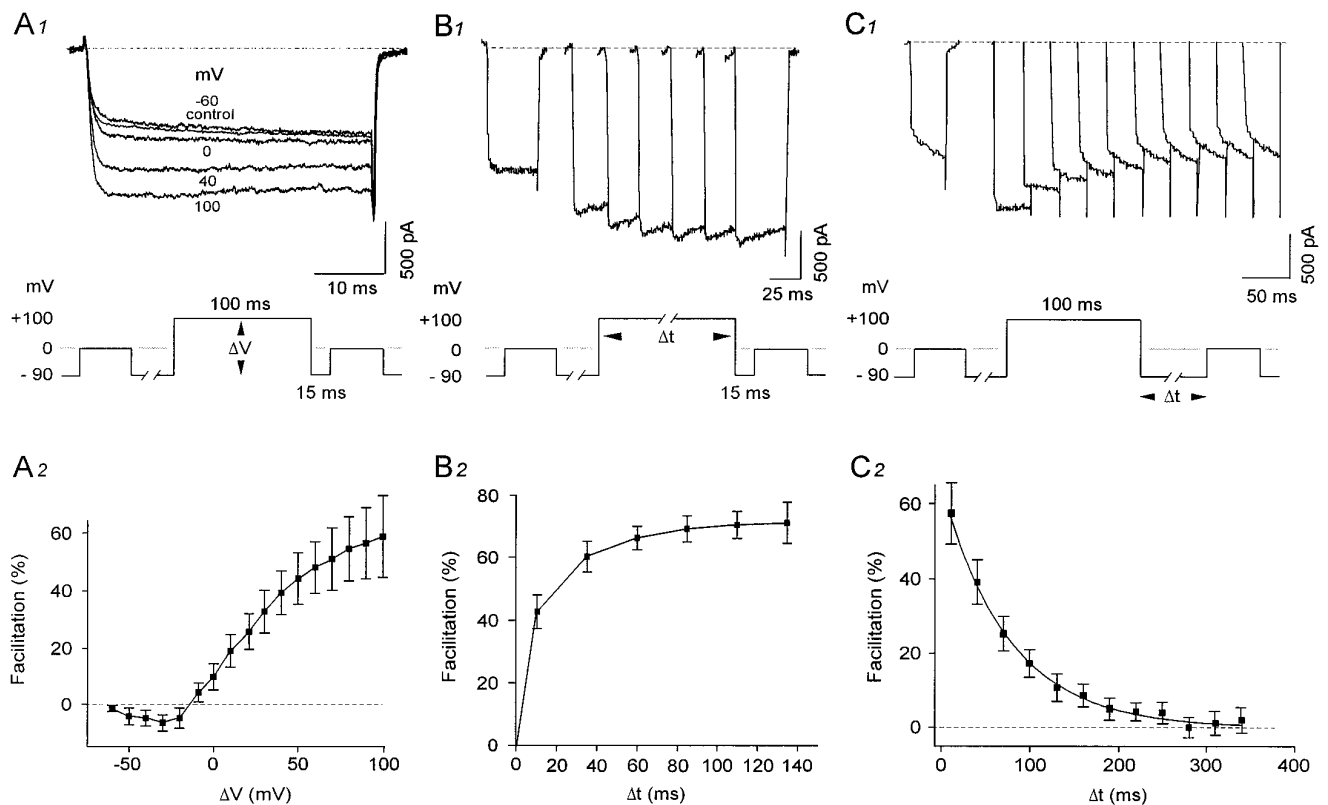 A1
mV
-60
control
0
40
100
500 pA
10 ms
mV
+100
0
- 90
100 ms
ΔV
15 ms
B1
500 pA
25 ms
mV
+100
0
- 90
Δt
15 ms
C1
500 pA
50 ms
mV
+100
0
- 90
100 ms
Δt
A2
Facilitation (%)
60
40
20
0
-50
0
50
100
ΔV (mV)
B2
Facilitation (%)
80
60
40
20
0
0
20
40
60
80
100
120
140
Δt (ms)
C2
Facilitation (%)
60
40
20
0
0
100
200
300
400
Δt (ms)